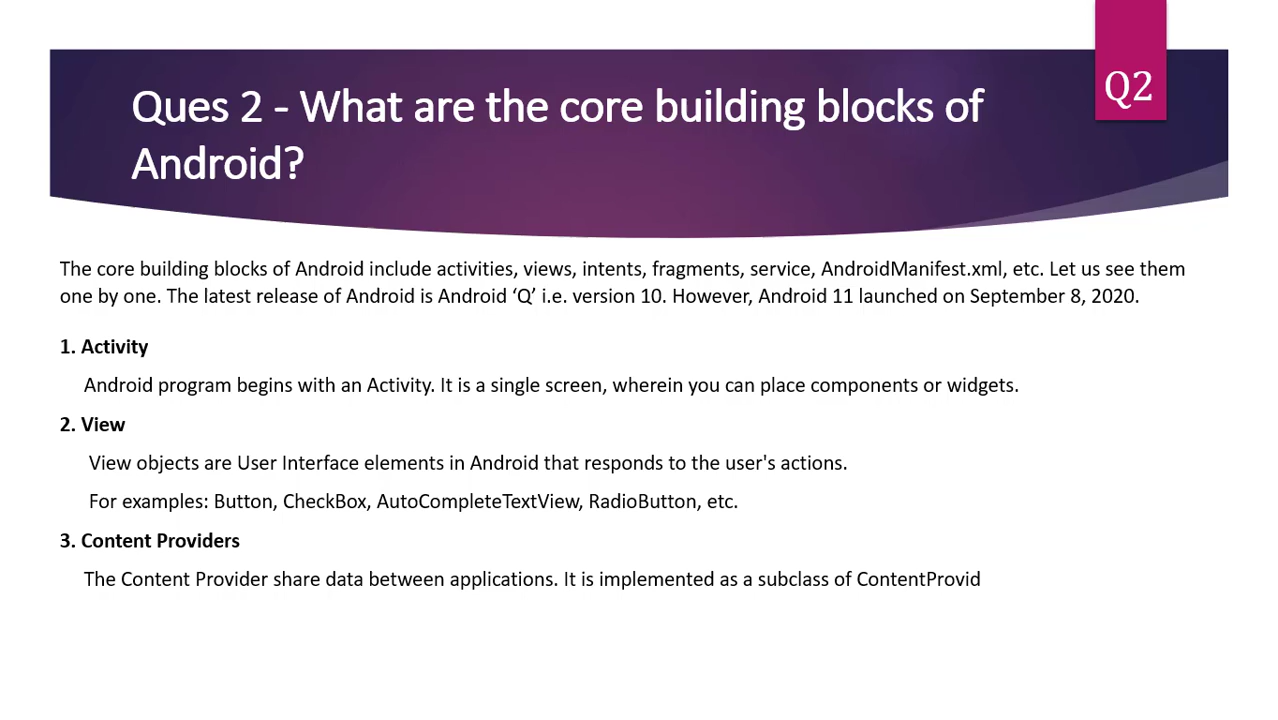 Q2
Ques 2 - What are the core building blocks of
Android?
The core building blocks of Android include activities, views, intents, fragments, service, AndroidManifest.xml, etc. Let us see them
one by one. The latest release of Android is Android ‘Q’ i.e. version 10. However, Android 11 launched on September 8, 2020.
1. Activity
Android program begins with an Activity. It is a single screen, wherein you can place components or widgets.
2. View
View objects are User Interface elements in Android that responds to the user's actions.
For examples: Button, CheckBox, AutoCompleteTextView, RadioButton, etc.
3. Content Providers
The Content Provider share data between applications. It is implemented as a subclass of ContentProvid